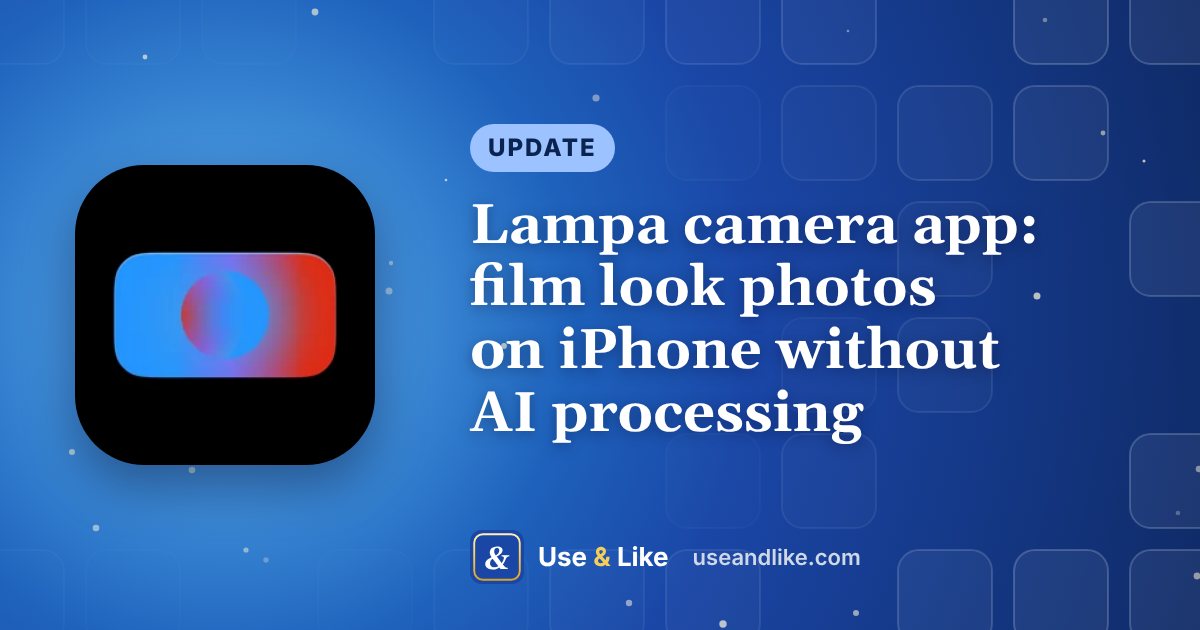 UPDATE
Lampa camera app:
film look photos
on iPhone without
AI processing
& Use & Like useandlike.com